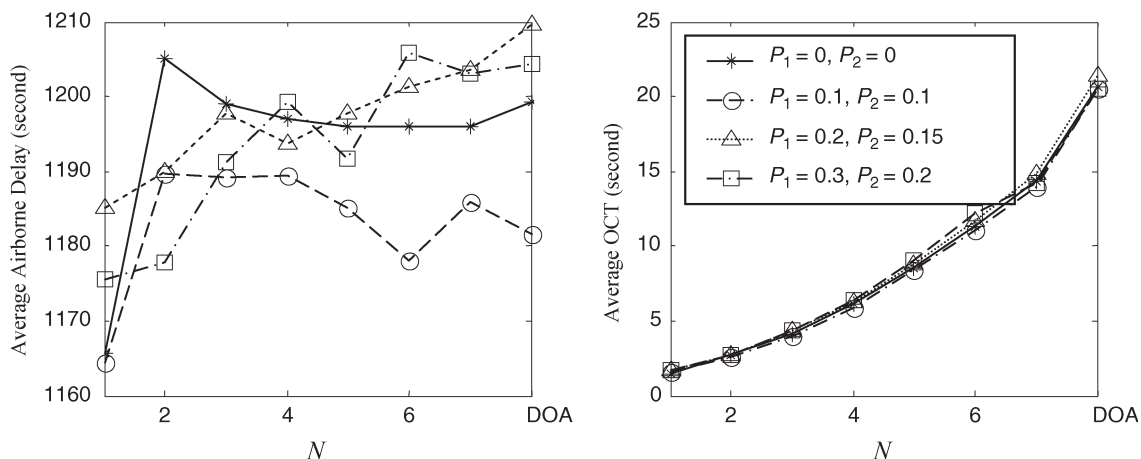 Average Airborne Delay (second)
1210
1200
1190
1180
1170
1160
2
4
6
DOA
N
Average OCT (second)
25
20
15
10
5
0
2
4
6
DOA
N
P1 = 0, P2 = 0
P1 = 0.1, P2 = 0.1
P1 = 0.2, P2 = 0.15
P1 = 0.3, P2 = 0.2